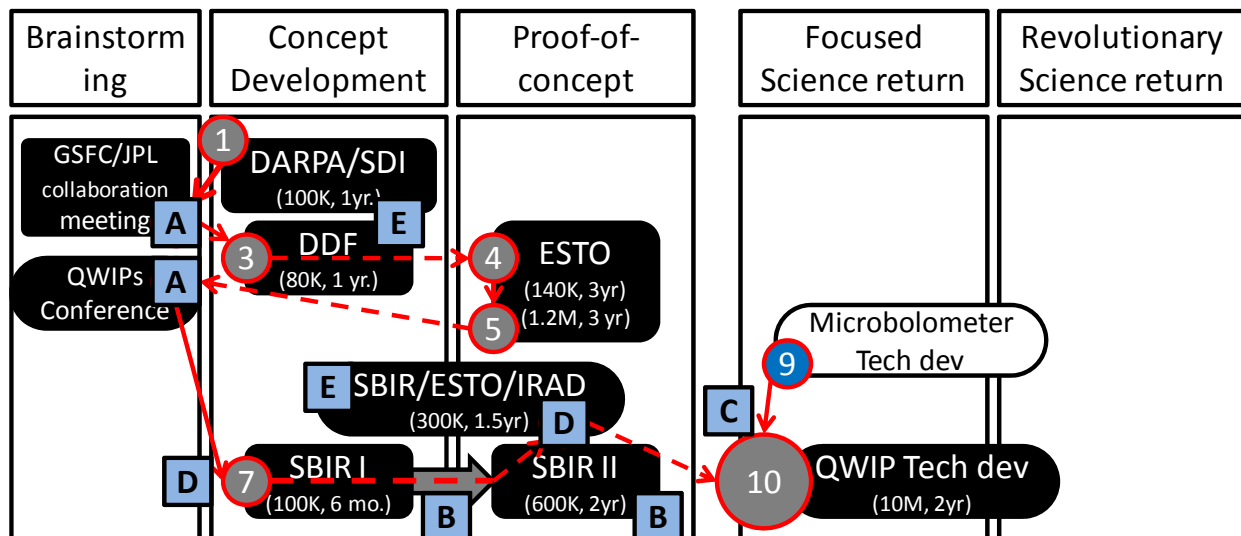 Brainstorm
ing
Concept
Development
Proof-of-
concept
Focused
Science return
Revolutionary
Science return
GSFC/JPL
collaboration
meeting
A
1
DARPA/SDI
(100K, 1yr.)
E
3
DDF
(80K, 1 yr.)
4
ESTO
(140K, 3yr)
(1.2M, 3 yr)
5
QWIPs
Conference
A
Microbolometer
Tech dev
9
E
SBIR/ESTO/IRAD
(300K, 1.5yr)
D
C
D
7
SBIR I
(100K, 6 mo.)
B
SBIR II
(600K, 2yr)
B
10
QWIP Tech dev
(10M, 2yr)